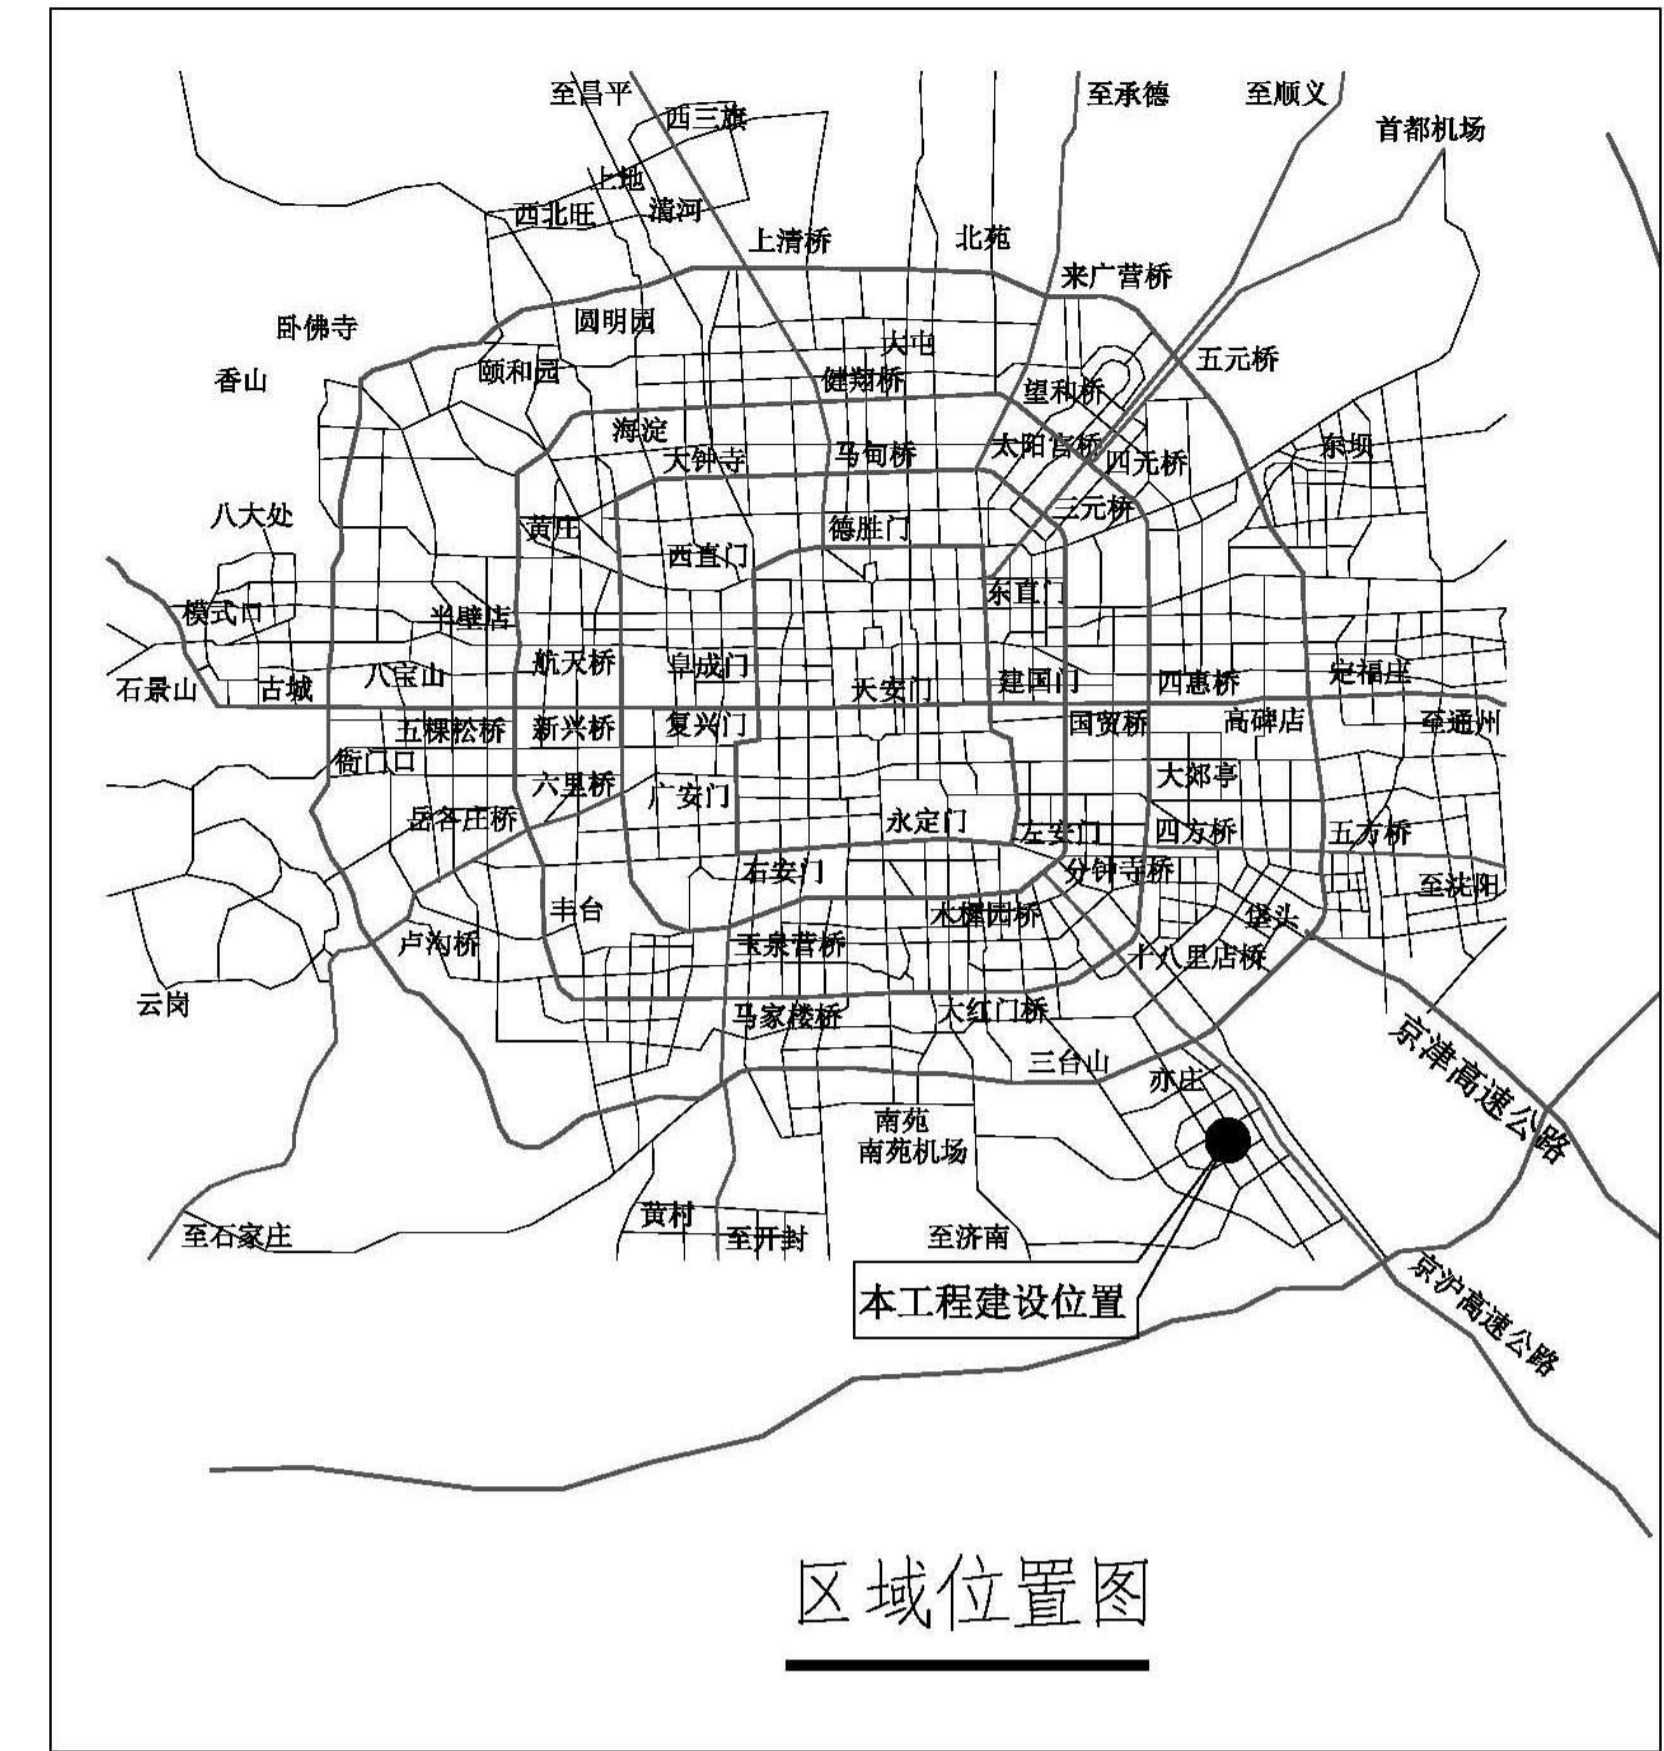 至昌平
西三旗
至承德
至顺义
首都机场
上地
西北旺
清河
上清桥
北苑
来广营桥
卧佛寺
圆明园
大屯
五元桥
香山
颐和园
健翔桥
望和桥
海淀
大钟寺
马甸桥
太阳宫桥
四元桥
东坝
八大处
黄庄
德胜门
三元桥
西直门
东直门
模式口
半壁店
石景山
古城
八宝山
航天桥
阜成门
天安门
建国门
四惠桥
定福庄
五棵松桥
新兴桥
复兴门
国贸桥
高碑店
至通州
衙门口
六里桥
广安门
大郊亭
岳各庄桥
永定门
左安门
四方桥
五方桥
右安门
分钟寺桥
至沈阳
丰台
木樨园桥
垡头
卢沟桥
玉泉营桥
十八里店桥
云岗
马家楼桥
大红门桥
京津高速公路
三台山
亦庄
南苑
南苑机场
黄村
至石家庄
至开封
至济南
本工程建设位置
京沪高速公路
区域位置图